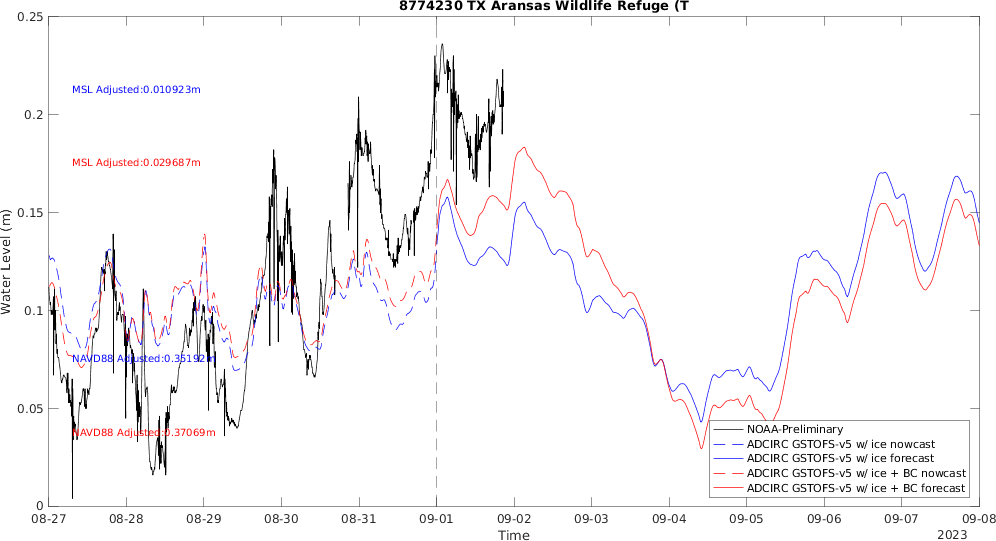 8774230 TX Aransas Wildlife Refuge (T
Water Level (m)
0.25
0.2
0.15
0.1
0.05
0
MSL Adjusted:0.010923m
MSL Adjusted:0.029687m
NAVD88 Adjusted:0.35192m
NAVD88 Adjusted:0.37069m
NOAA-Preliminary
ADCIRC GSTOFS-v5 w/ ice nowcast
ADCIRC GSTOFS-v5 w/ ice forecast
ADCIRC GSTOFS-v5 w/ ice + BC nowcast
ADCIRC GSTOFS-v5 w/ ice + BC forecast
08-27 08-28 08-29 08-30 08-31 09-01 09-02 09-03 09-04 09-05 09-06 09-07 09-08
Time
2023